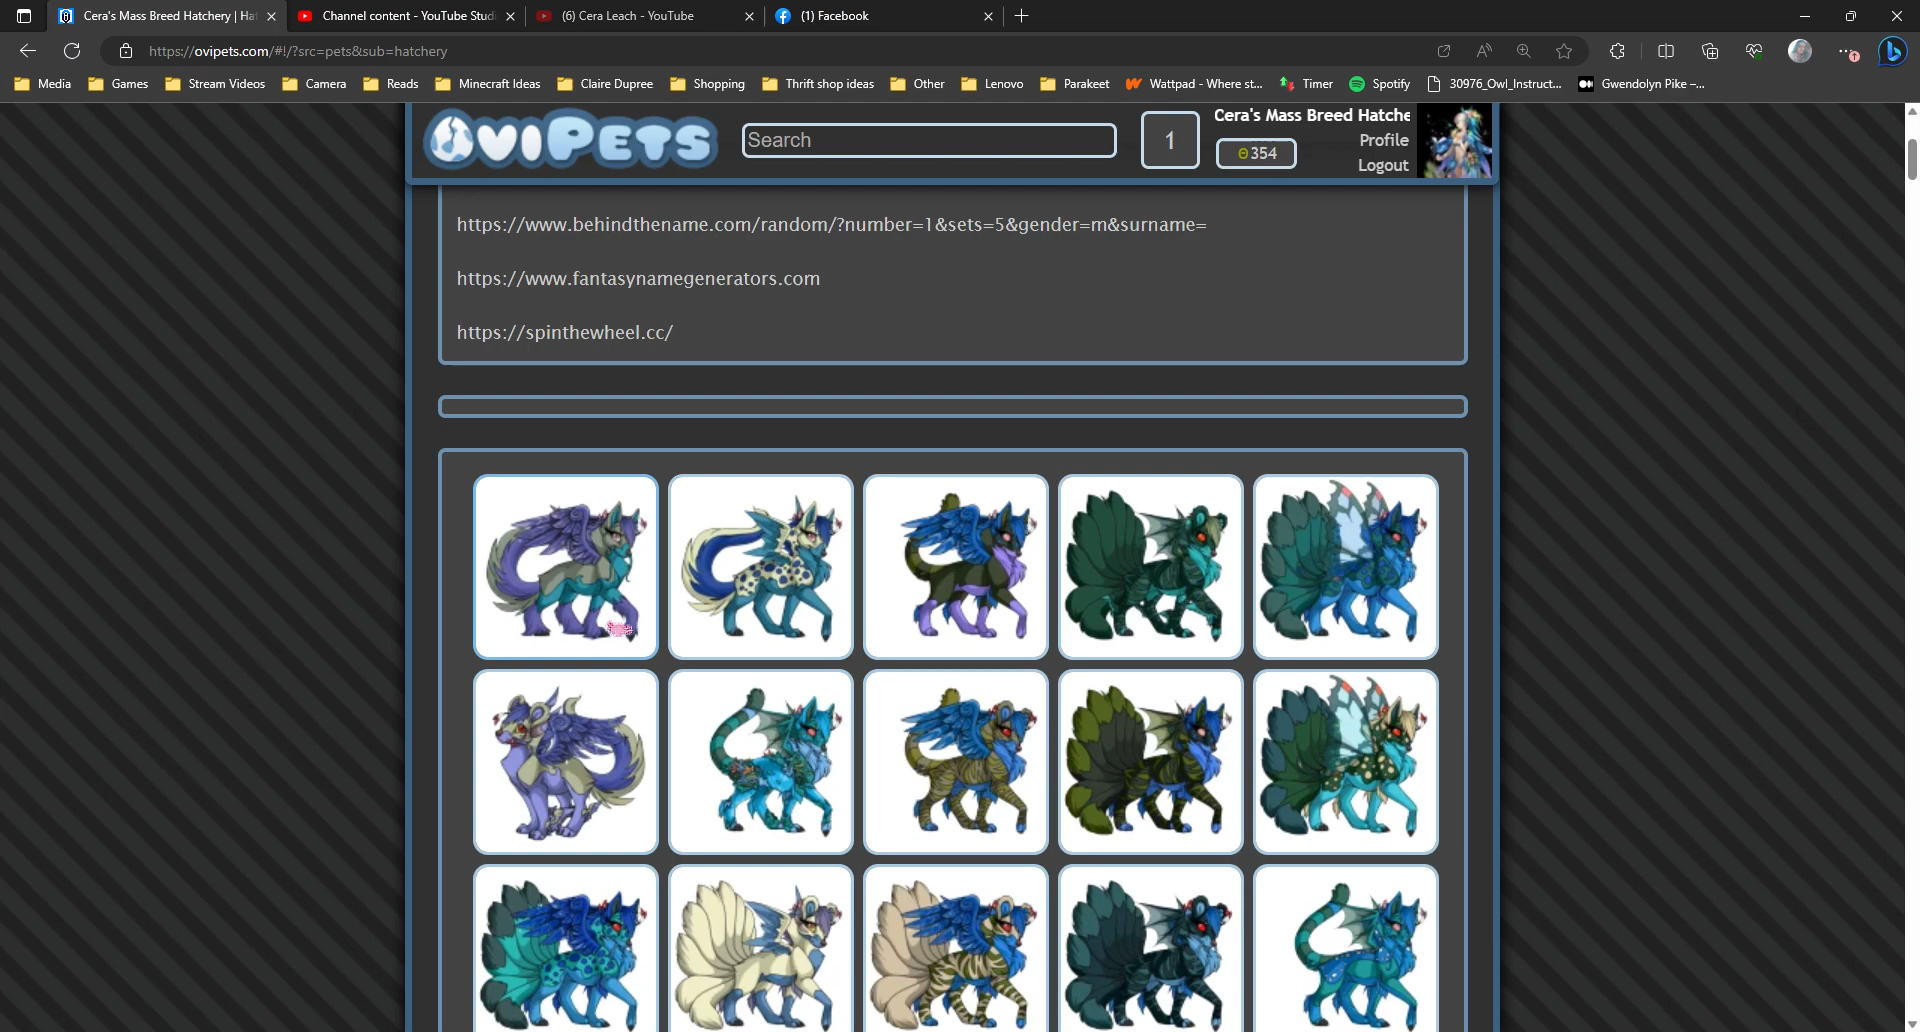 Cera's Mass Breed Hatchery | Hat
Channel content - YouTube Studi
(6) Cera Leach - YouTube
(1) Facebook
https://ovipets.com/#!/?src=pets&sub=hatchery
Media
Games
Stream Videos
Camera
Reads
Minecraft Ideas
Claire Dupree
Shopping
Thrift shop ideas
Other
Lenovo
Parakeet
Wattpad - Where st...
Timer
Spotify
30976_Owl_Instruct...
Gwendolyn Pike –...
OviPets
Search
1
Cera's Mass Breed Hatche
354
Profile
Logout
https://www.behindthename.com/random/?number=1&sets=5&gender=m&surname=
https://www.fantasynamegenerators.com
https://spinthewheel.cc/